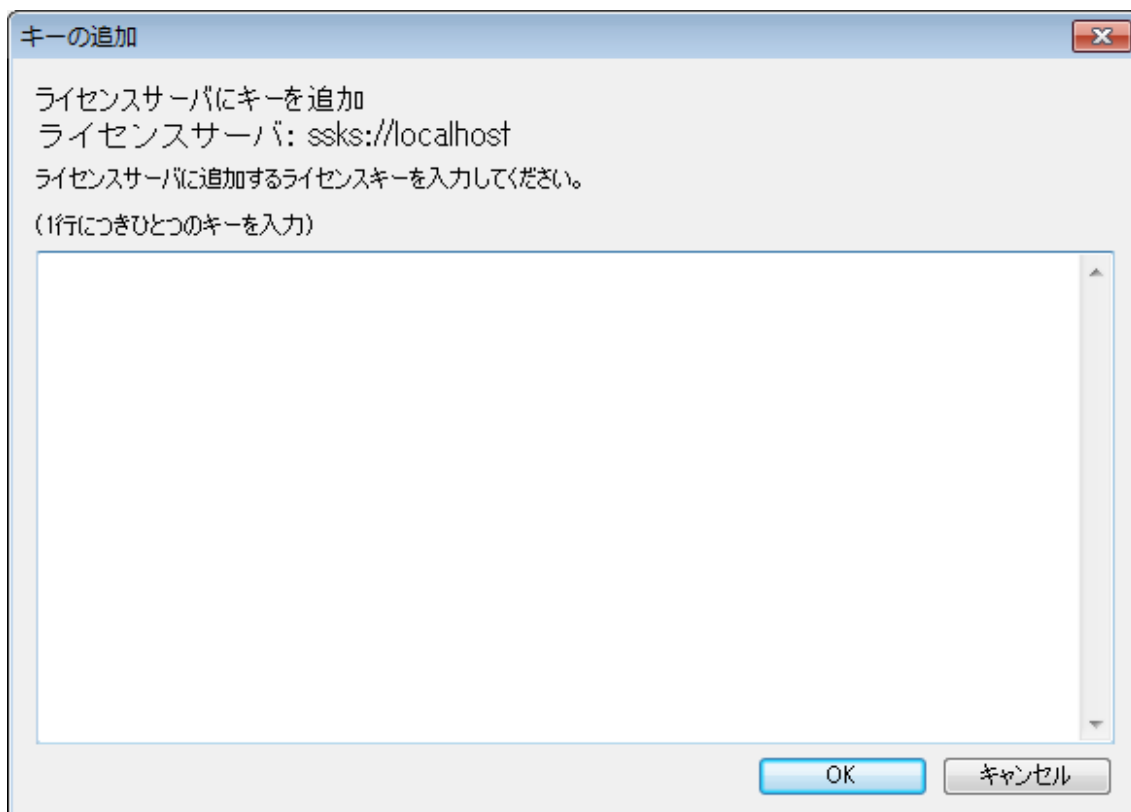 キーの追加
ライセンスサーバにキーを追加
ライセンスサーバ: ssks://localhost
ライセンスサーバに追加するライセンスキーを入力してください。
(1行につきひとつのキーを入力)
OK キャンセル